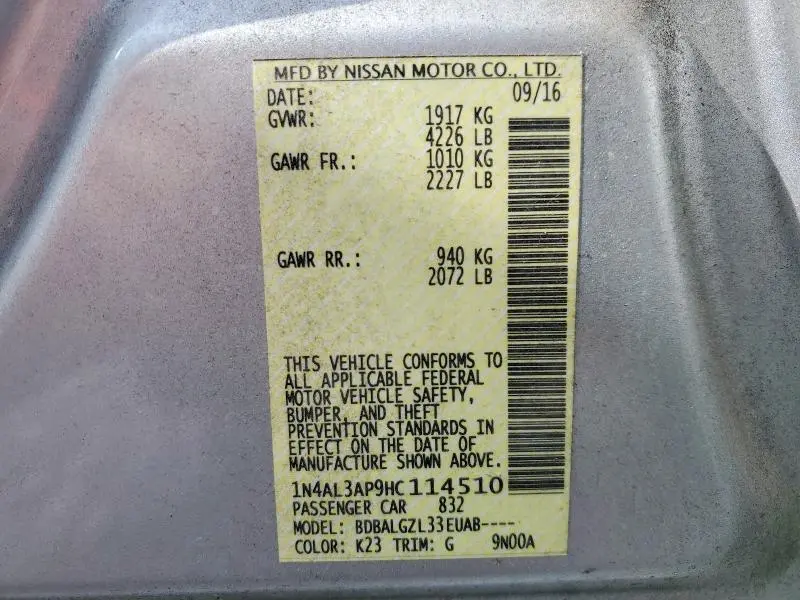 MFD BY NISSAN MOTOR CO., LTD.
DATE: 09/16
GVWR: 1917 KG
4226 LB
GAWR FR.: 1010 KG
2227 LB
GAWR RR.: 940 KG
2072 LB
THIS VEHICLE CONFORMS TO
ALL APPLICABLE FEDERAL
MOTOR VEHICLE SAFETY,
BUMPER, AND THEFT
PREVENTION STANDARDS IN
EFFECT ON THE DATE OF
MANUFACTURE SHOWN ABOVE.
1N4AL3AP9HC114510
PASSENGER CAR 832
MODEL: BDBALGZL33EUAB----
COLOR: K23 TRIM: G 9N00A